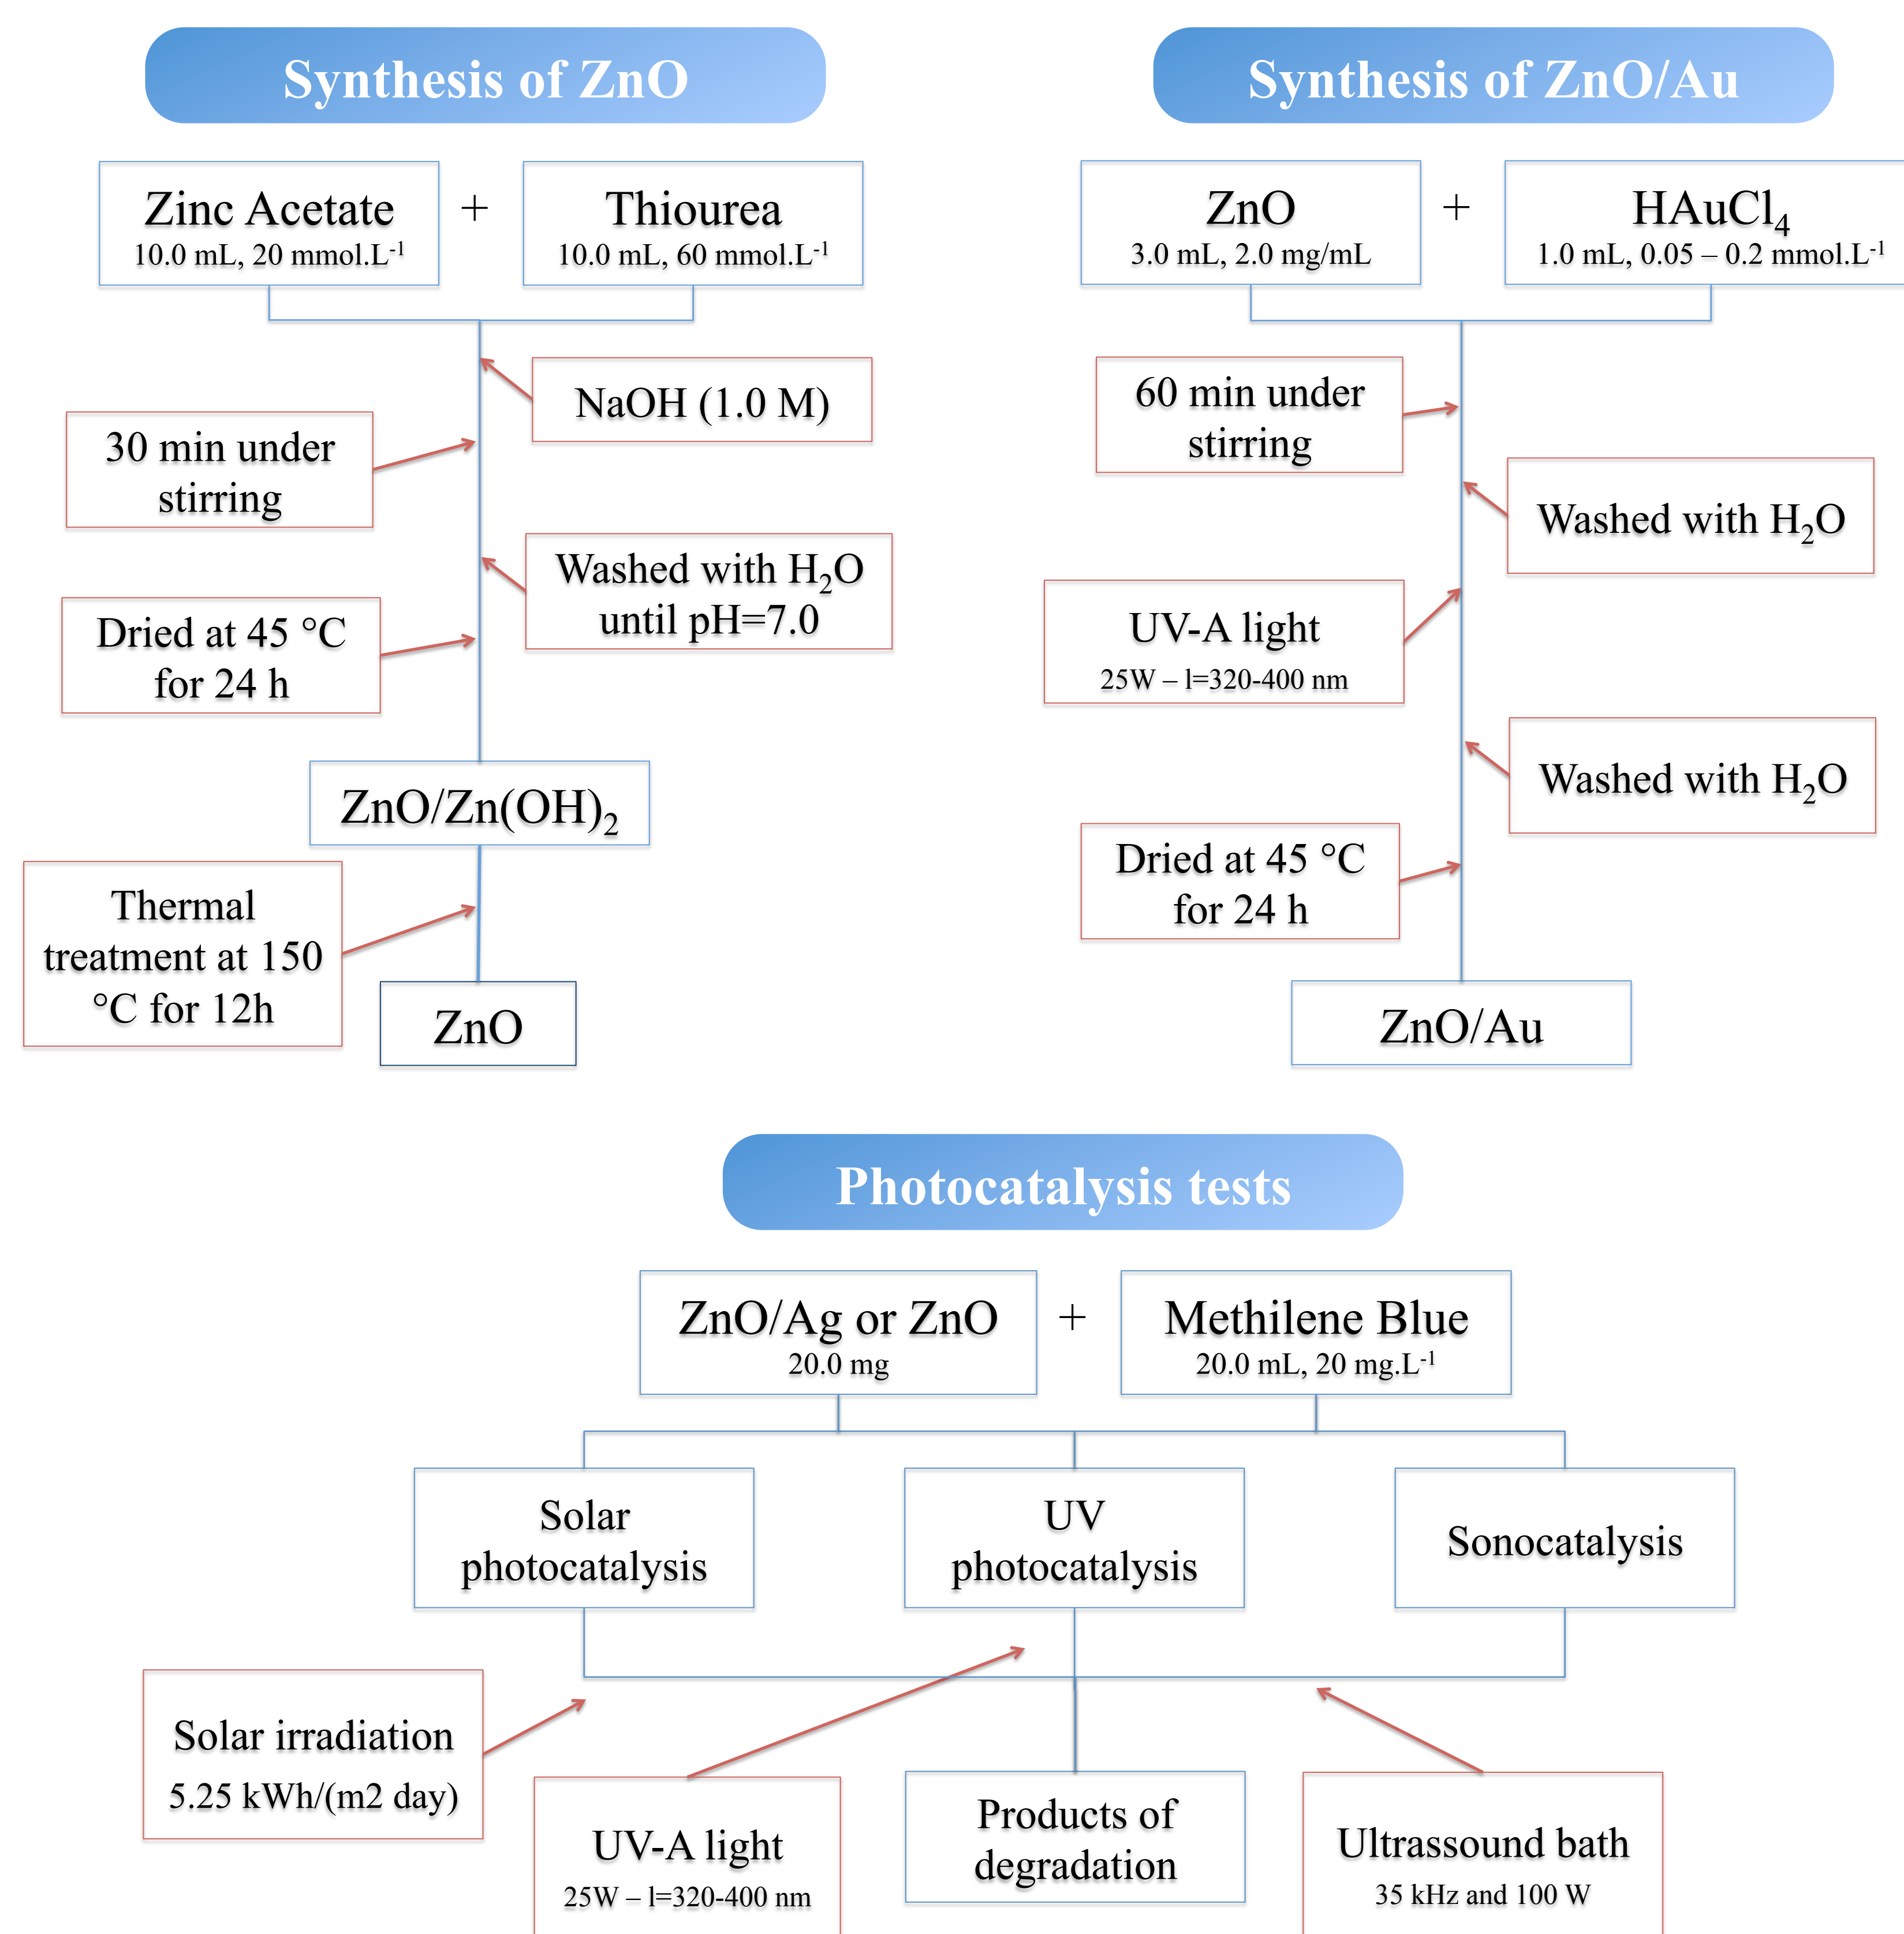 Synthesis of ZnO
Zinc Acetate
10.0 mL, 20 mmol.L⁻¹
+
Thiourea
10.0 mL, 60 mmol.L⁻¹
NaOH (1.0 M)
30 min under
stirring
Washed with H₂O
until pH=7.0
Dried at 45 °C
for 24 h
ZnO/Zn(OH)₂
Thermal
treatment at 150
°C for 12h
ZnO
Synthesis of ZnO/Au
ZnO
3.0 mL, 2.0 mg/mL
+
HAuCl₄
1.0 mL, 0.05 – 0.2 mmol.L⁻¹
60 min under
stirring
Washed with H₂O
UV-A light
25W – l=320-400 nm
Washed with H₂O
Dried at 45 °C
for 24 h
ZnO/Au
Photocatalysis tests
ZnO/Ag or ZnO
20.0 mg
+
Methilene Blue
20.0 mL, 20 mg.L⁻¹
Solar
photocatalysis
UV
photocatalysis
Sonocatalysis
Solar irradiation
5.25 kWh/(m2 day)
UV-A light
25W – l=320-400 nm
Products of
degradation
Ultrassound bath
35 kHz and 100 W